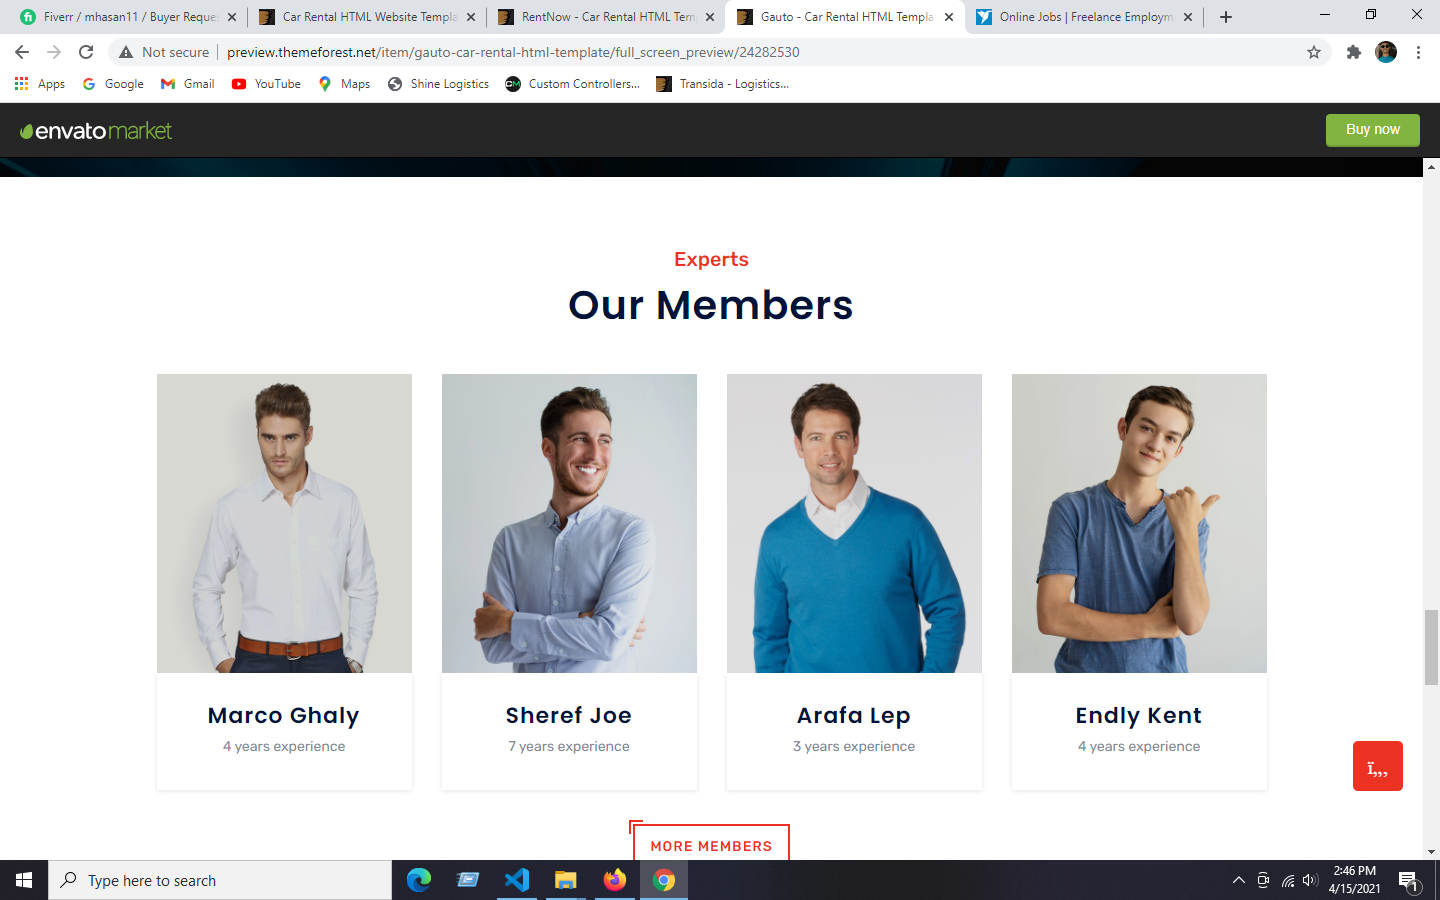 Fiverr / mhasan11 / Buyer Reques
Car Rental HTML Website Templa
RentNow - Car Rental HTML Tem
Gauto - Car Rental HTML Templa
Online Jobs | Freelance Employm
Not secure
preview.themeforest.net/item/gauto-car-rental-html-template/full_screen_preview/24282530
Apps
Google
Gmail
YouTube
Maps
Shine Logistics
Custom Controllers...
Transida - Logistics...
envatomarket
Buy now
Experts
Our Members
Marco Ghaly
4 years experience
Sheref Joe
7 years experience
Arafa Lep
3 years experience
Endly Kent
4 years experience
ï,,,
MORE MEMBERS
Type here to search
2:46 PM
4/15/2021
1